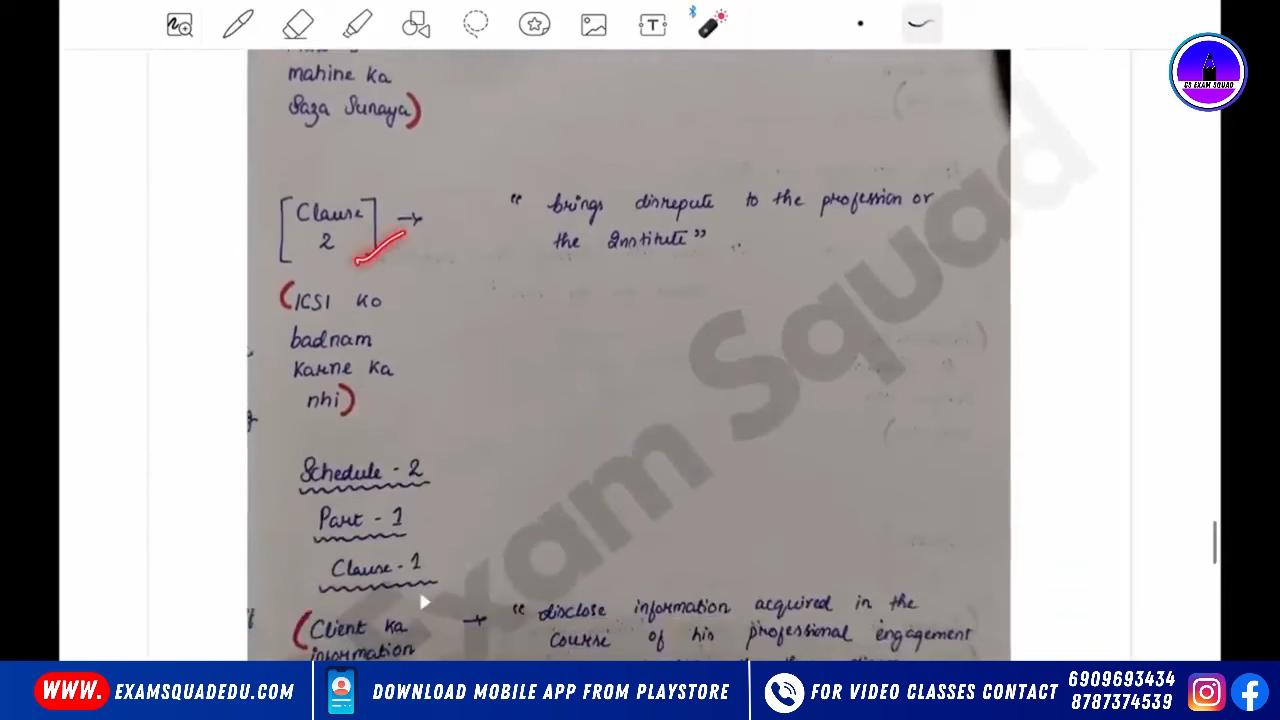 mahine ka
Saza Sunaya)
[Clause 2] → " brings disrepute to the profession or
the Institute"
(ICSI ko
badnam
karne ka
nhi)
Schedule - 2
Part - 1
Clause - 1
(Client ka → " disclose information acquired in the
information course of his professional engagement
Exam Squad
CS EXAM SQUAD
WWW. EXAMSQUADEDU.COM
DOWNLOAD MOBILE APP FROM PLAYSTORE
FOR VIDEO CLASSES CONTACT
6909693434
8787374539